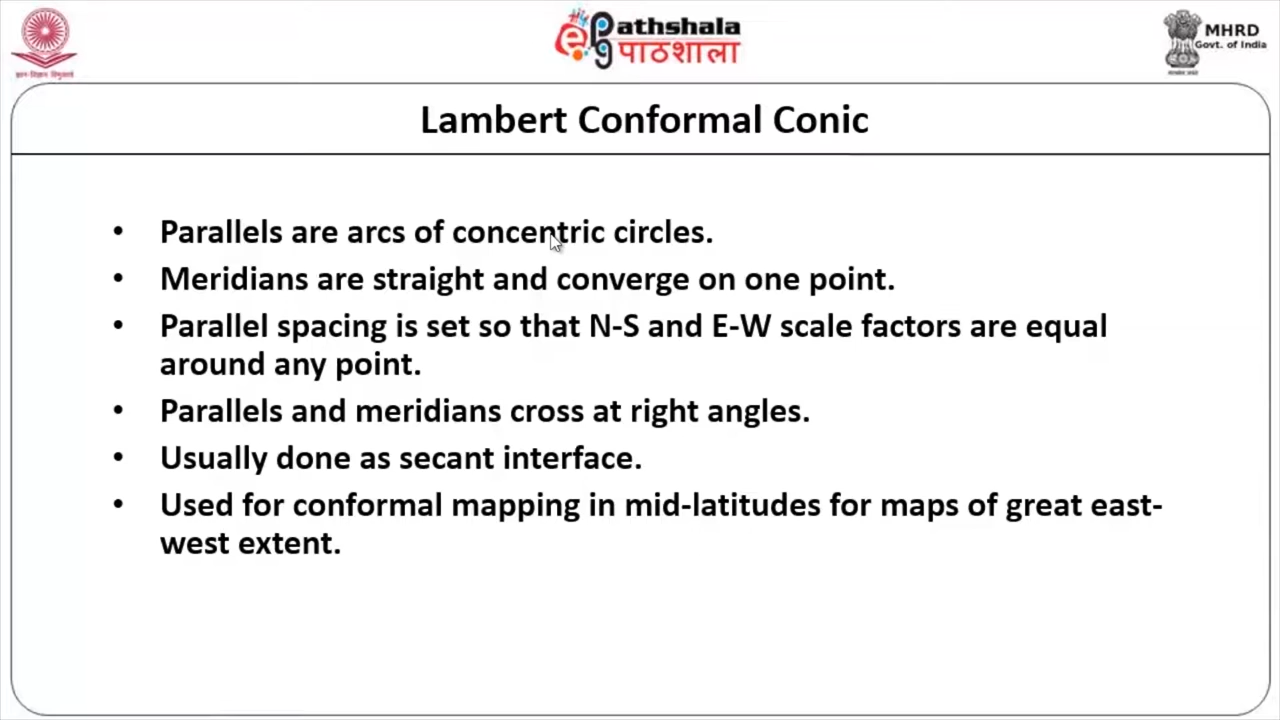 ePG Pathshala
पाठशाला
MHRD
Govt. of India
Lambert Conformal Conic
• Parallels are arcs of concentric circles.
• Meridians are straight and converge on one point.
• Parallel spacing is set so that N-S and E-W scale factors are equal
around any point.
• Parallels and meridians cross at right angles.
• Usually done as secant interface.
• Used for conformal mapping in mid-latitudes for maps of great east-
west extent.